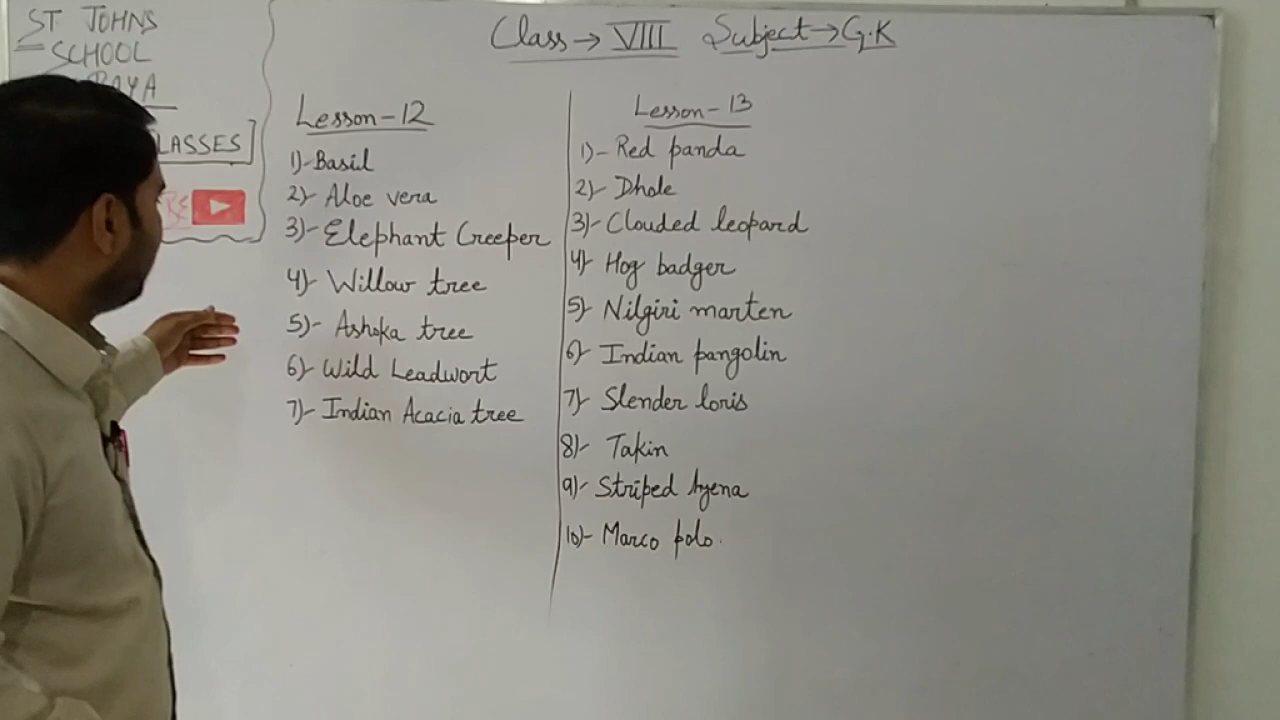 ST JOHNS
SCHOOL
Class → VIII Subject → G.K
LASSES]
Lesson - 12
1)- Basil
2)- Aloe vera
3)- Elephant Creeper
4)- Willow tree
5)- Ashoka tree
6)- Wild Leadwort
7)- Indian Acacia tree
Lesson - 13
1)- Red panda
2)- Dhole
3)- Clouded leopard
4)- Hog badger
5)- Nilgiri marten
6)- Indian pangolin
7)- Slender loris
8)- Takin
9)- Striped hyena
10)- Marco polo.